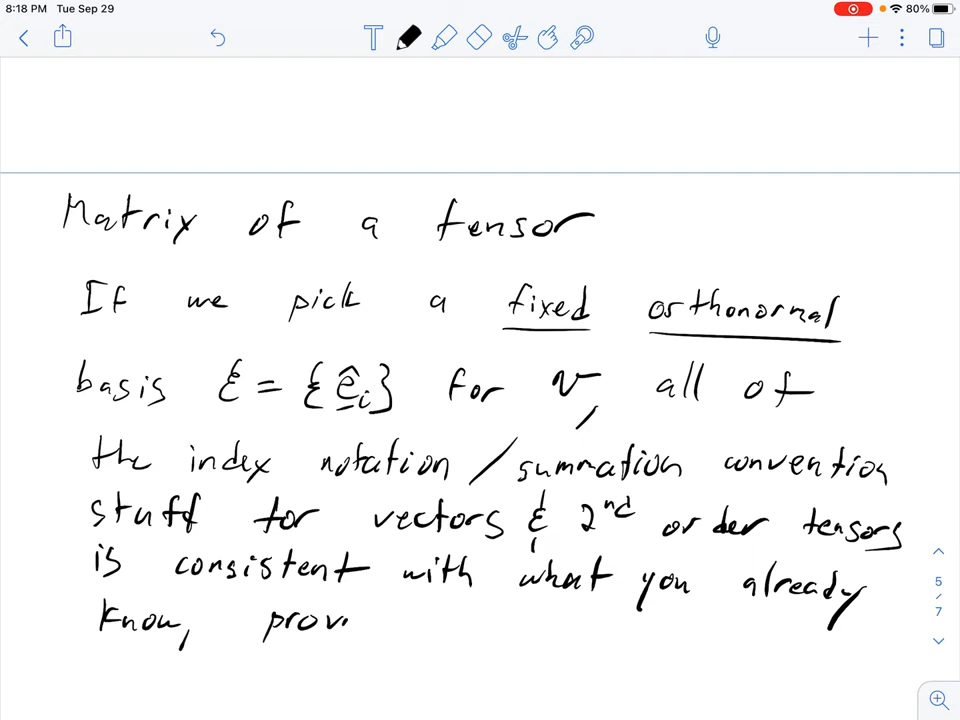 8:18 PM Tue Sep 29
80%
T
Matrix of a tensor
If we pick a fixed orthonormal
basis ℰ = {ê_i} for 𝒱, all of
the index notation / summation convention
stuff for vectors & 2nd order tensors
is consistent with what you already
know, prov
5
/
7